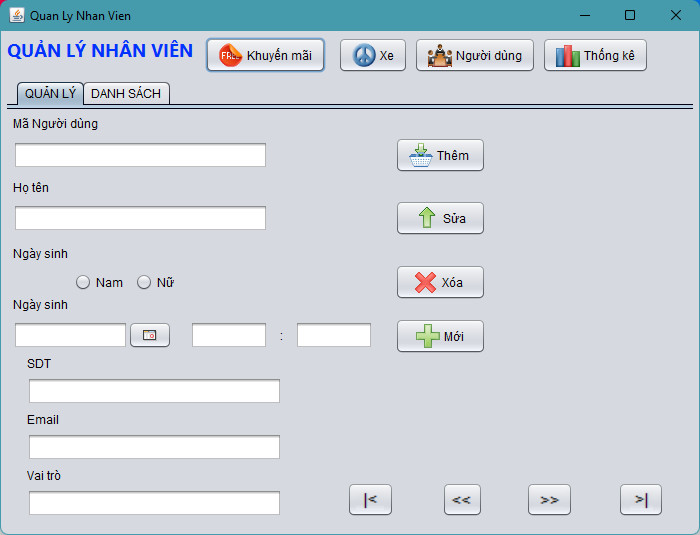 Quan Ly Nhan Vien
QUẢN LÝ NHÂN VIÊN
FREE Khuyến mãi
Xe
Người dùng
Thống kê
QUẢN LÝ
DANH SÁCH
Mã Người dùng
Thêm
Họ tên
Sửa
Ngày sinh
Nam
Nữ
Xóa
Ngày sinh
:
Mới
SDT
Email
Vai trò
|<
<<
>>
>|